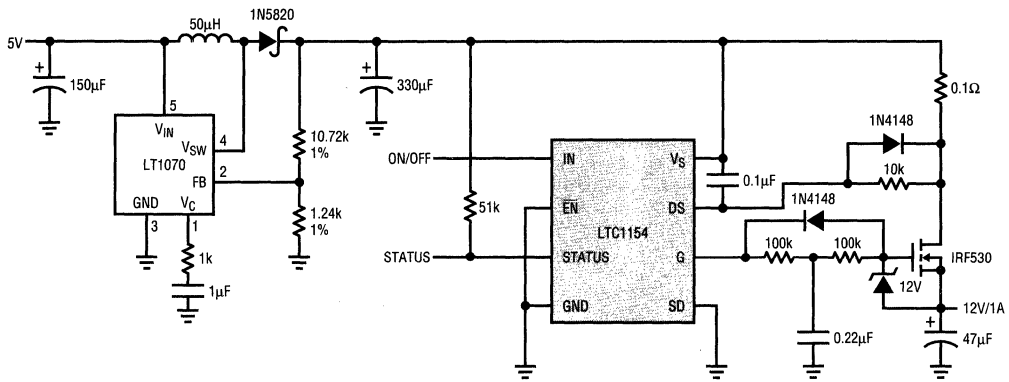 50µH
1N5820
5V
+
150µF
+
330µF
0.1Ω
5
VIN
4
VSW
LT1070
2
FB
GND
VC
3
1
10.72k
1%
1.24k
1%
1k
1µF
ON/OFF
51k
STATUS
IN
VS
EN
DS
LTC1154
STATUS
G
GND
SD
0.1µF
1N4148
10k
1N4148
100k
100k
IRF530
12V
12V/1A
0.22µF
+
47µF